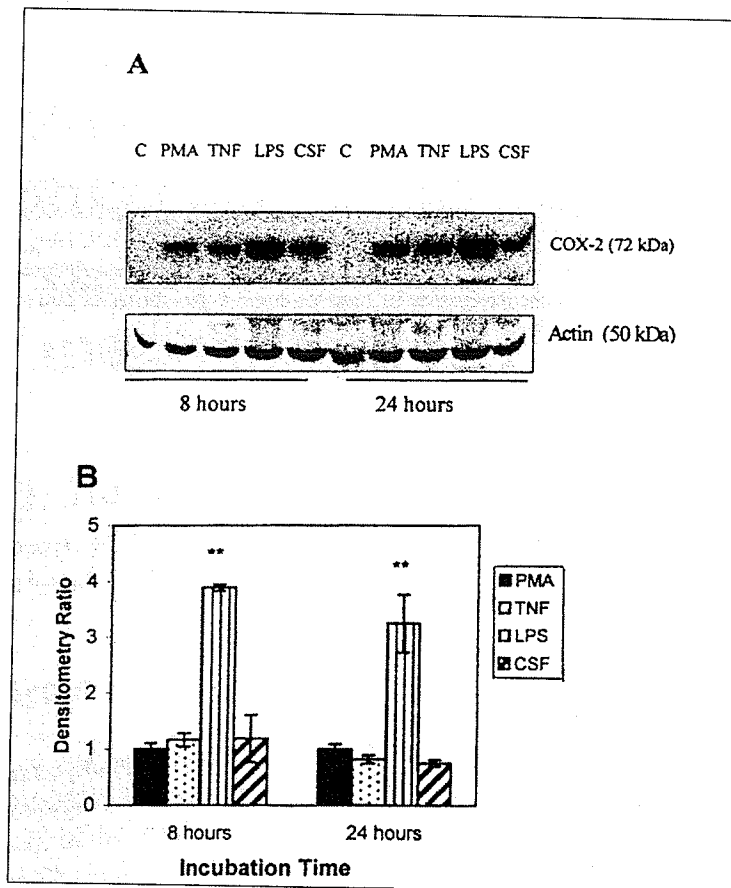 A
C PMA TNF LPS CSF C PMA TNF LPS CSF
COX-2 (72 kDa)
Actin (50 kDa)
8 hours 24 hours
B
5
4
3
2
1
0
Densitometry Ratio
** **
PMA
TNF
LPS
CSF
8 hours 24 hours
Incubation Time